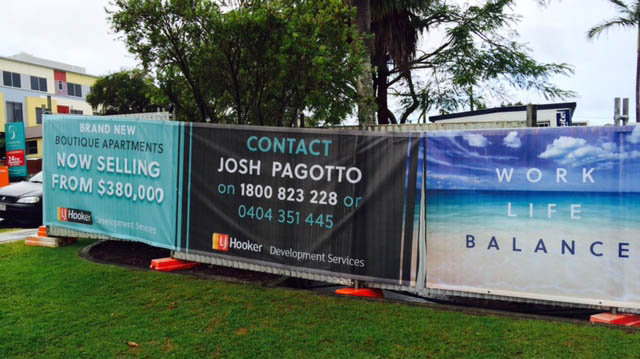 BRAND NEW
BOUTIQUE APARTMENTS
NOW SELLING
FROM $380,000
LJ Hooker Development Services
CONTACT
JOSH PAGOTTO
on 1800 823 228 or
0404 351 445
LJ Hooker Development Services
WORK
LIFE
BALANCE